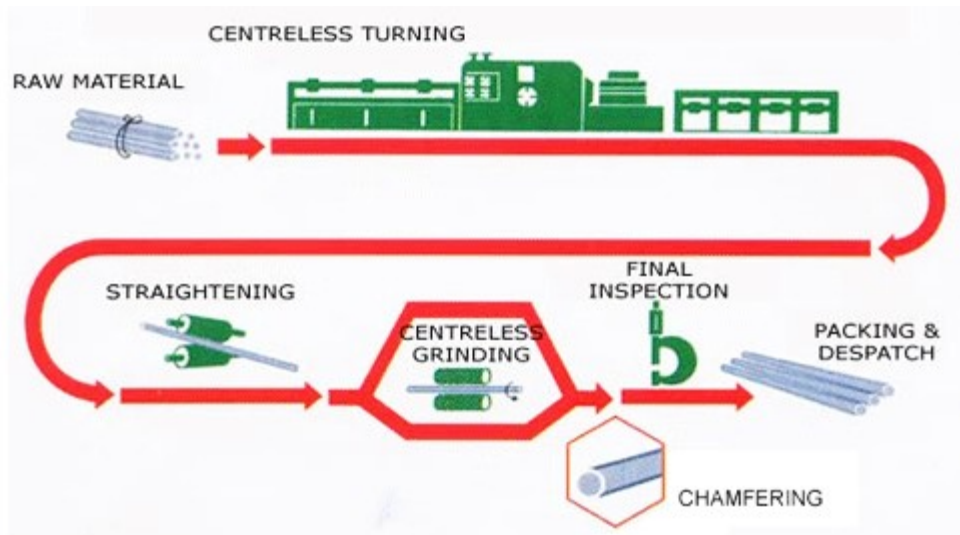 CENTRELESS TURNING
RAW MATERIAL
STRAIGHTENING
CENTRELESS
GRINDING
FINAL
INSPECTION
PACKING &
DESPATCH
CHAMFERING